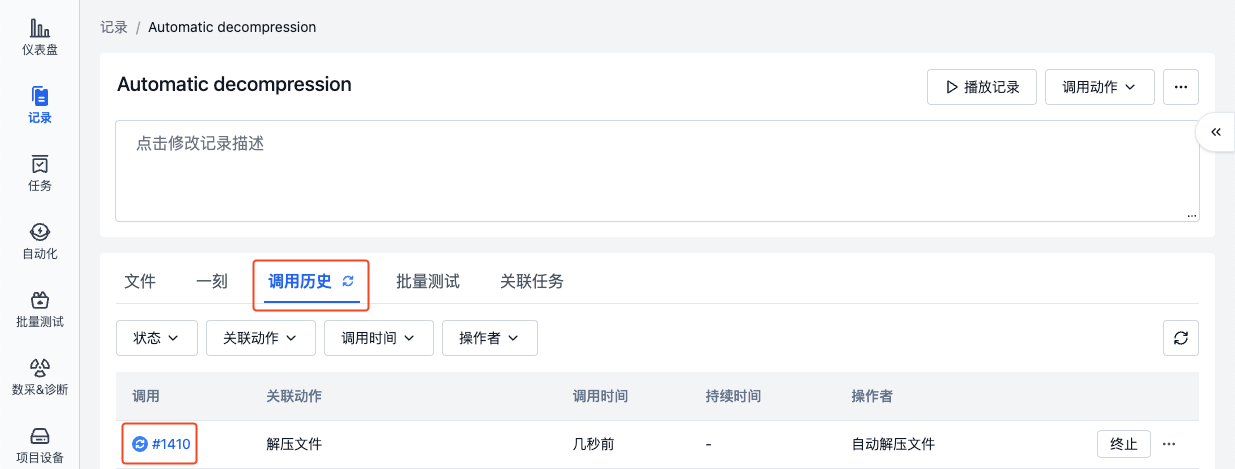 仪表盘
记录
任务
自动化
批量测试
数采&诊断
项目设备
记录 / Automatic decompression
Automatic decompression
播放记录 调用动作 ...
点击修改记录描述
...
文件 一刻 调用历史 批量测试 关联任务
状态 关联动作 调用时间 操作者
调用 关联动作 调用时间 持续时间 操作者
#1410 解压文件 几秒前 - 自动解压文件 终止 ...